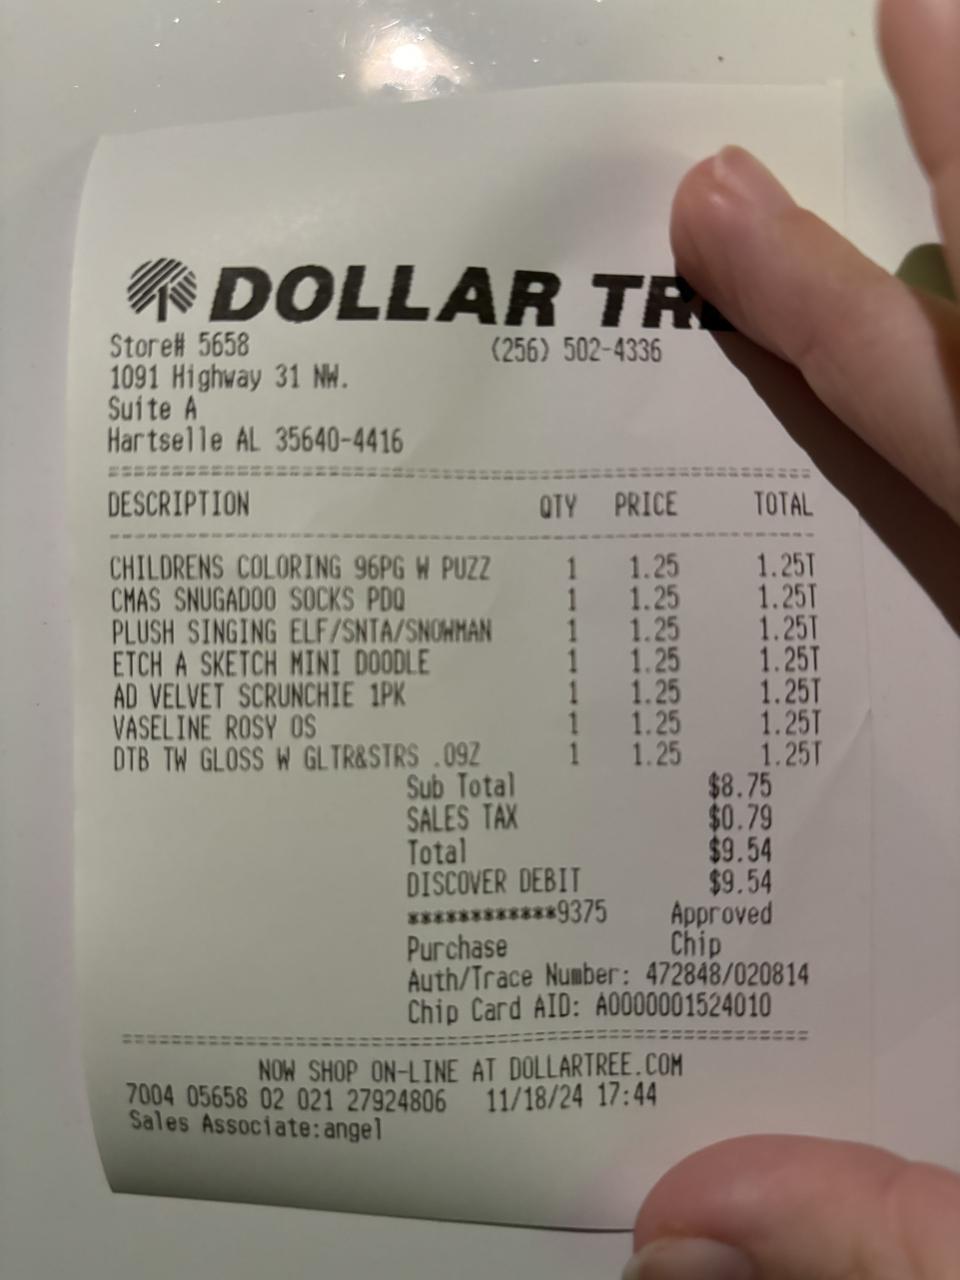 DOLLAR TRE
Store# 5658 (256) 502-4336
1091 Highway 31 NW.
Suite A
Hartselle AL 35640-4416
DESCRIPTION QTY PRICE TOTAL
CHILDRENS COLORING 96PG W PUZZ 1 1.25 1.25T
CMAS SNUGADOO SOCKS PDQ 1 1.25 1.25T
PLUSH SINGING ELF/SNTA/SNOWMAN 1 1.25 1.25T
ETCH A SKETCH MINI DOODLE 1 1.25 1.25T
AD VELVET SCRUNCHIE 1PK 1 1.25 1.25T
VASELINE ROSY OS 1 1.25 1.25T
DTB TW GLOSS W GLTR&STRS .09Z 1 1.25 1.25T
Sub Total $8.75
SALES TAX $0.79
Total $9.54
DISCOVER DEBIT $9.54
************9375 Approved
Purchase Chip
Auth/Trace Number: 472848/020814
Chip Card AID: A0000001524010
NOW SHOP ON-LINE AT DOLLARTREE.COM
7004 05658 02 021 27924806 11/18/24 17:44
Sales Associate:angel